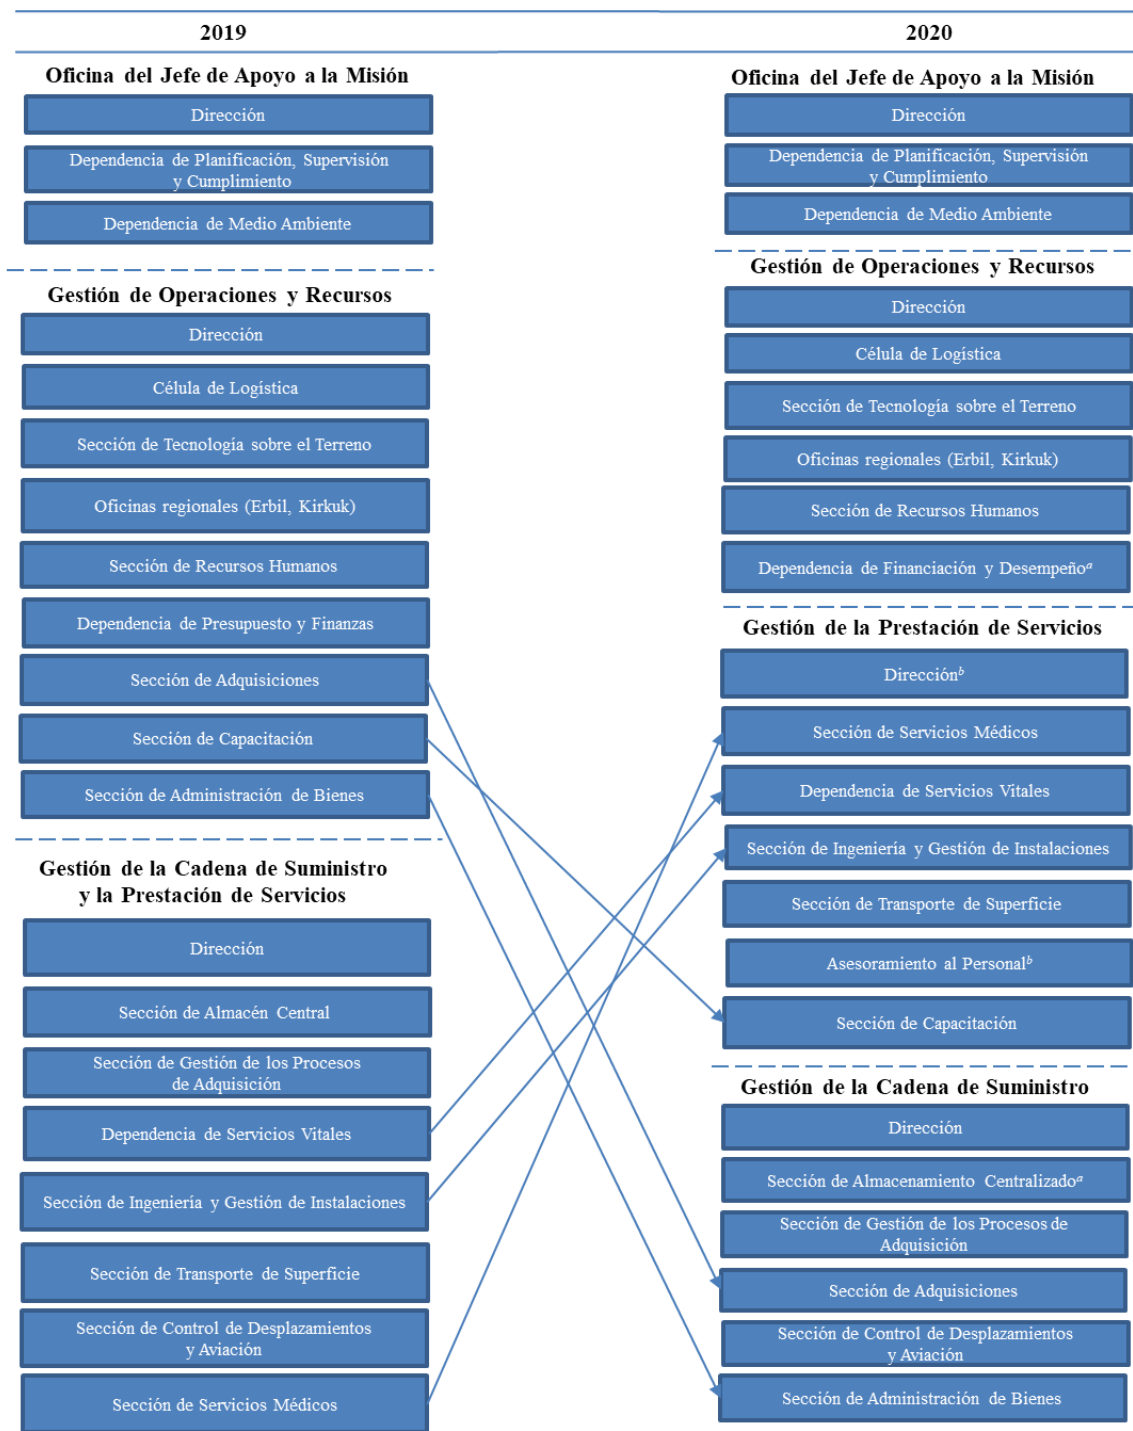 2019
Oficina del Jefe de Apoyo a la Misión
Dirección
Dependencia de Planificación, Supervisión
y Cumplimiento
Dependencia de Medio Ambiente
Gestión de Operaciones y Recursos
Dirección
Célula de Logística
Sección de Tecnología sobre el Terreno
Oficinas regionales (Erbil, Kirkuk)
Sección de Recursos Humanos
Dependencia de Presupuesto y Finanzas
Sección de Adquisiciones
Sección de Capacitación
Sección de Administración de Bienes
Gestión de la Cadena de Suministro
y la Prestación de Servicios
Dirección
Sección de Almacén Central
Sección de Gestión de los Procesos
de Adquisición
Dependencia de Servicios Vitales
Sección de Ingeniería y Gestión de Instalaciones
Sección de Transporte de Superficie
Sección de Control de Desplazamientos
y Aviación
Sección de Servicios Médicos
2020
Oficina del Jefe de Apoyo a la Misión
Dirección
Dependencia de Planificación, Supervisión
y Cumplimiento
Dependencia de Medio Ambiente
Gestión de Operaciones y Recursos
Dirección
Célula de Logística
Sección de Tecnología sobre el Terreno
Oficinas regionales (Erbil, Kirkuk)
Sección de Recursos Humanos
Dependencia de Financiación y Desempeño a
Gestión de la Prestación de Servicios
Dirección b
Sección de Servicios Médicos
Dependencia de Servicios Vitales
Sección de Ingeniería y Gestión de Instalaciones
Sección de Transporte de Superficie
Asesoramiento al Personal b
Sección de Capacitación
Gestión de la Cadena de Suministro
Dirección
Sección de Almacenamiento Centralizado a
Sección de Gestión de los Procesos de
Adquisición
Sección de Adquisiciones
Sección de Control de Desplazamientos
y Aviación
Sección de Administración de Bienes